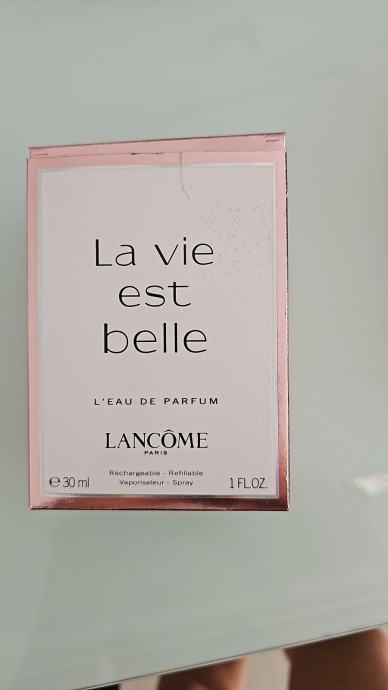 La vie
est
belle
L'EAU DE PARFUM
LANCÔME
PARIS
Rechargeable - Refillable
Vaporisateur - Spray
℮ 30 ml
1 FL.OZ.